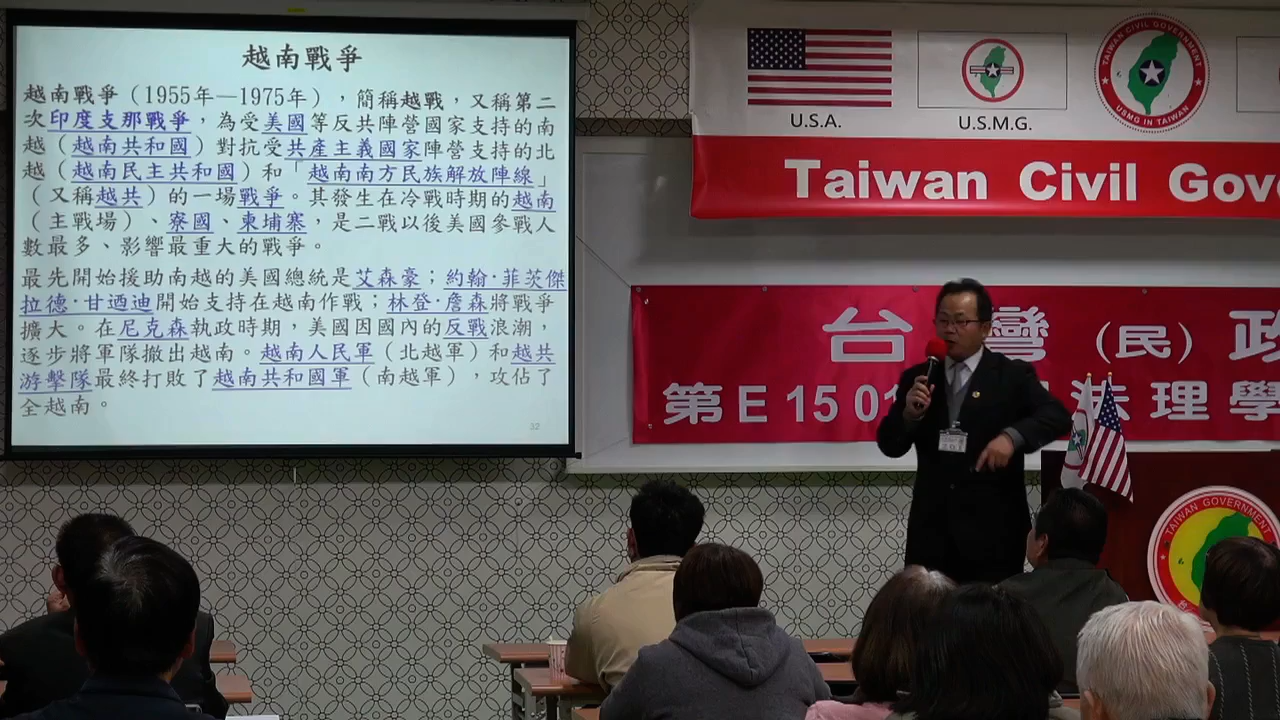 越南戰爭
越南戰爭（1955年—1975年），簡稱越戰，又稱第二
次印度支那戰爭，為受美國等反共陣營國家支持的南
越（越南共和國）對抗受共產主義國家陣營支持的北
越（越南民主共和國）和「越南南方民族解放陣線」
（又稱越共）的一場戰爭。其發生在冷戰時期的越南
（主戰場）、寮國、柬埔寨，是二戰以後美國參戰人
數最多、影響最重大的戰爭。
最先開始援助南越的美國總統是艾森豪；約翰·菲茨傑
拉德·甘迺迪開始支持在越南作戰；林登·詹森將戰爭
擴大。在尼克森執政時期，美國因國內的反戰浪潮，
逐步將軍隊撤出越南。越南人民軍（北越軍）和越共
游擊隊最終打敗了越南共和國軍（南越軍），攻佔了
全越南。
32
U.S.A.
U.S.M.G.
TAIWAN CIVIL GOVERNMENT
USMG IN TAIWAN
Taiwan Civil Gov
台灣（民）政
第E 15 01 法理學
TAIWAN GOVERNMENT